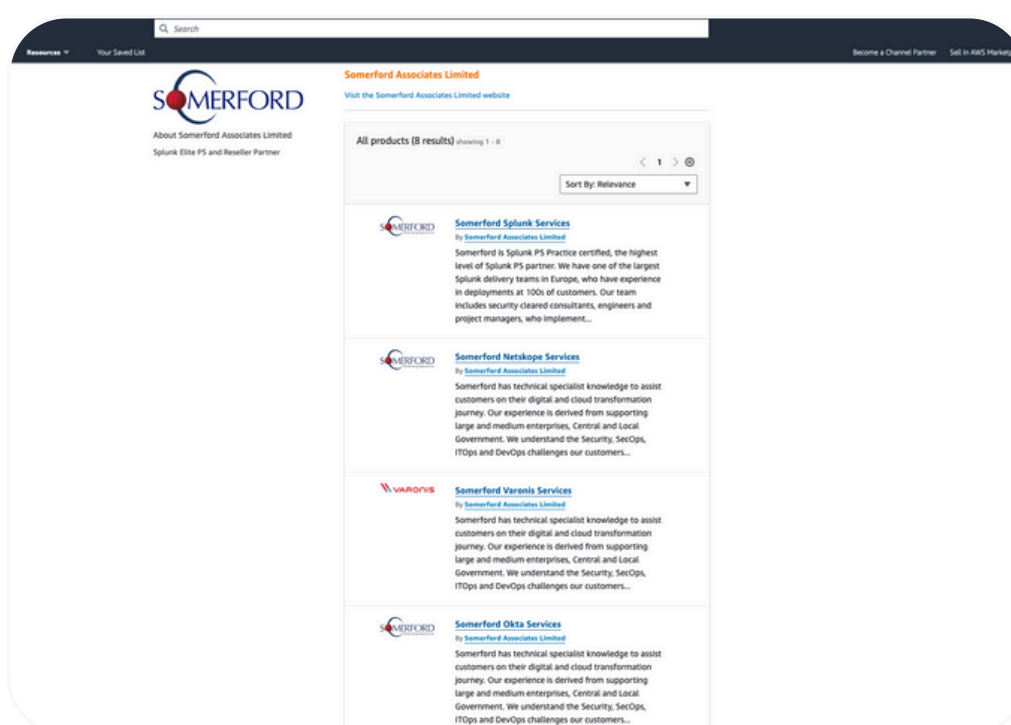 Search
Resources Your Saved List Become a Channel Partner Sell in AWS Marketp
SOMERFORD
About Somerford Associates Limited
Splunk Elite PS and Reseller Partner
Somerford Associates Limited
Visit the Somerford Associates Limited website
All products (8 results) showing 1 - 8
1
Sort By: Relevance
SOMERFORD
Somerford Splunk Services
By Somerford Associates Limited
Somerford is Splunk PS Practice certified, the highest
level of Splunk PS partner. We have one of the largest
Splunk delivery teams in Europe, who have experience
in deployments at 100s of customers. Our team
includes security cleared consultants, engineers and
project managers, who implement...
SOMERFORD
Somerford Netskope Services
By Somerford Associates Limited
Somerford has technical specialist knowledge to assist
customers on their digital and cloud transformation
journey. Our experience is derived from supporting
large and medium enterprises, Central and Local
Government. We understand the Security, SecOps,
ITOps and DevOps challenges our customers...
VARONIS
Somerford Varonis Services
By Somerford Associates Limited
Somerford has technical specialist knowledge to assist
customers on their digital and cloud transformation
journey. Our experience is derived from supporting
large and medium enterprises, Central and Local
Government. We understand the Security, SecOps,
ITOps and DevOps challenges our customers...
SOMERFORD
Somerford Okta Services
By Somerford Associates Limited
Somerford has technical specialist knowledge to assist
customers on their digital and cloud transformation
journey. Our experience is derived from supporting
large and medium enterprises, Central and Local
Government. We understand the Security, SecOps,
ITOps and DevOps challenges our customers...